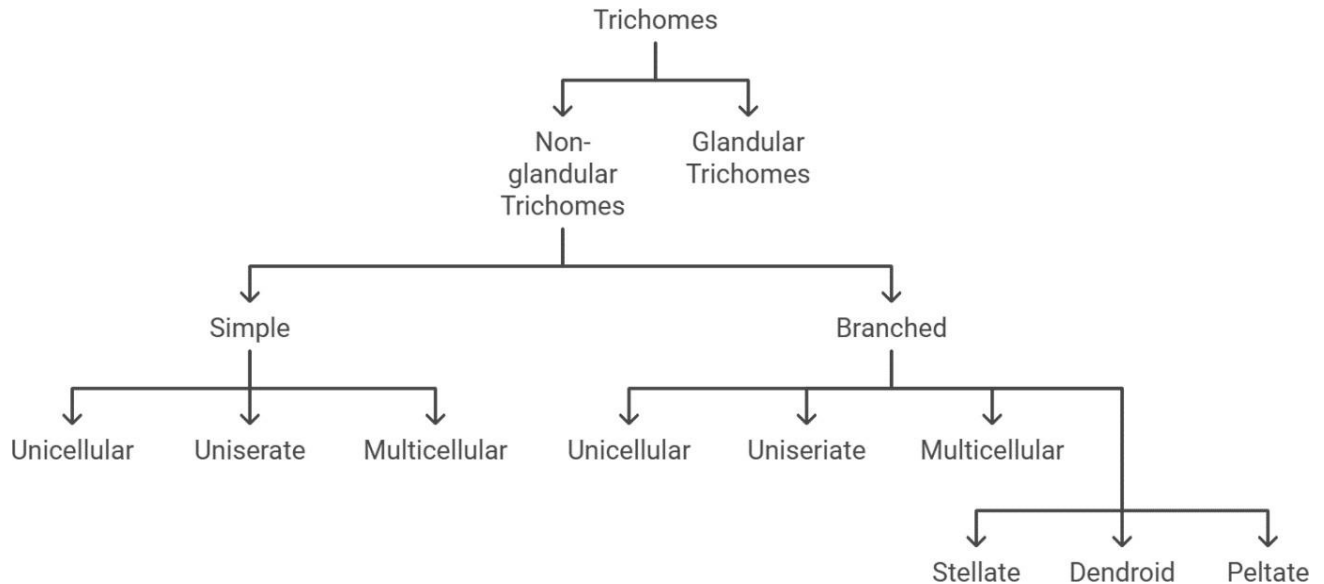 Trichomes
Non-
glandular
Trichomes
Glandular
Trichomes
Simple
Branched
Unicellular
Uniserate
Multicellular
Unicellular
Uniseriate
Multicellular
Stellate
Dendroid
Peltate